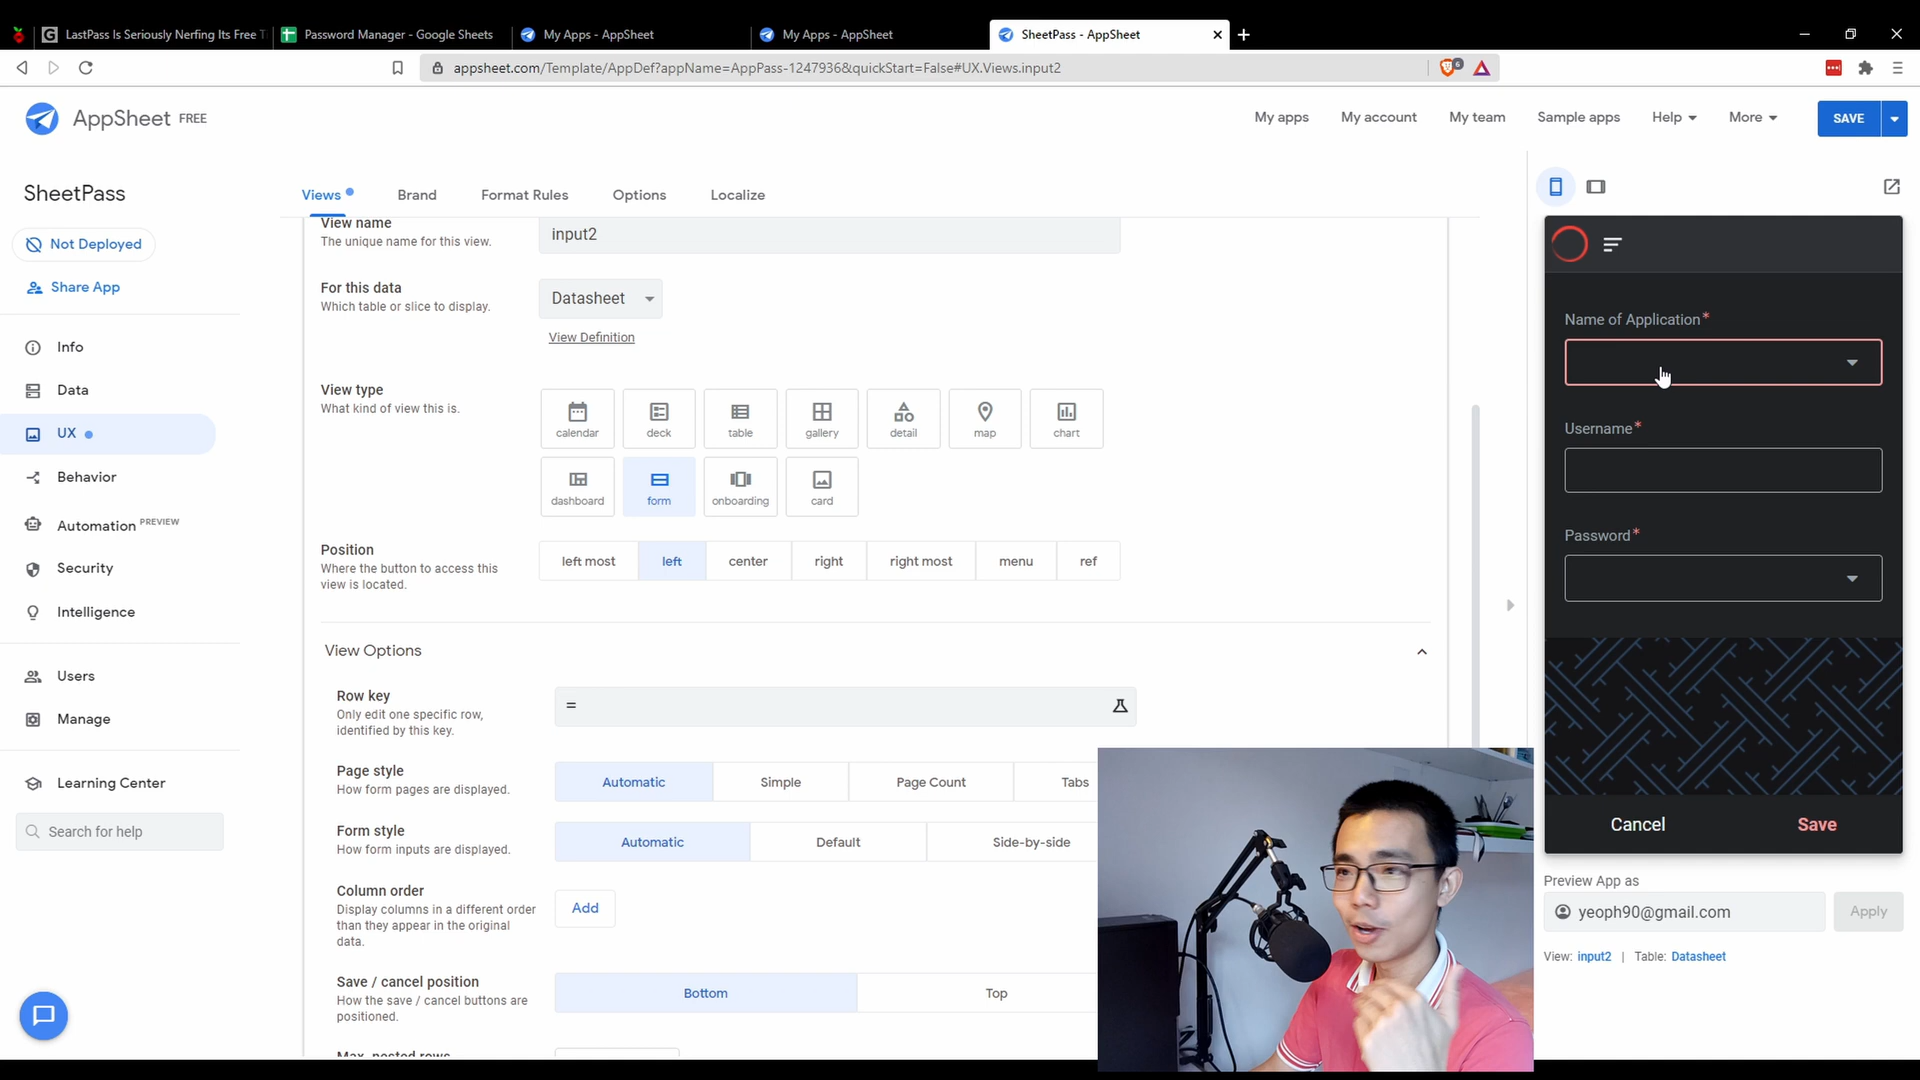 LastPass Is Seriously Nerfing Its Free T
Password Manager - Google Sheets
My Apps - AppSheet
My Apps - AppSheet
SheetPass - AppSheet
appsheet.com/Template/AppDef?appName=AppPass-1247936&quickStart=False#UX.Views.input2
6
AppSheet FREE
My apps
My account
My team
Sample apps
Help
More
SAVE
SheetPass
Not Deployed
Share App
Info
Data
UX
Behavior
Automation PREVIEW
Security
Intelligence
Users
Manage
Learning Center
Search for help
Views
Brand
Format Rules
Options
Localize
View name
The unique name for this view.
input2
For this data
Which table or slice to display.
Datasheet
View Definition
View type
What kind of view this is.
calendar
deck
table
gallery
detail
map
chart
dashboard
form
onboarding
card
Position
Where the button to access this
view is located.
left most
left
center
right
right most
menu
ref
View Options
Row key
Only edit one specific row,
identified by this key.
=
Page style
How form pages are displayed.
Automatic
Simple
Page Count
Tabs
Form style
How form inputs are displayed.
Automatic
Default
Side-by-side
Column order
Display columns in a different order
than they appear in the original
data.
Add
Save / cancel position
How the save / cancel buttons are
positioned.
Bottom
Top
Max. nested rows
Name of Application*
Username*
Password*
Cancel
Save
Preview App as
yeoph90@gmail.com
Apply
View: input2 | Table: Datasheet